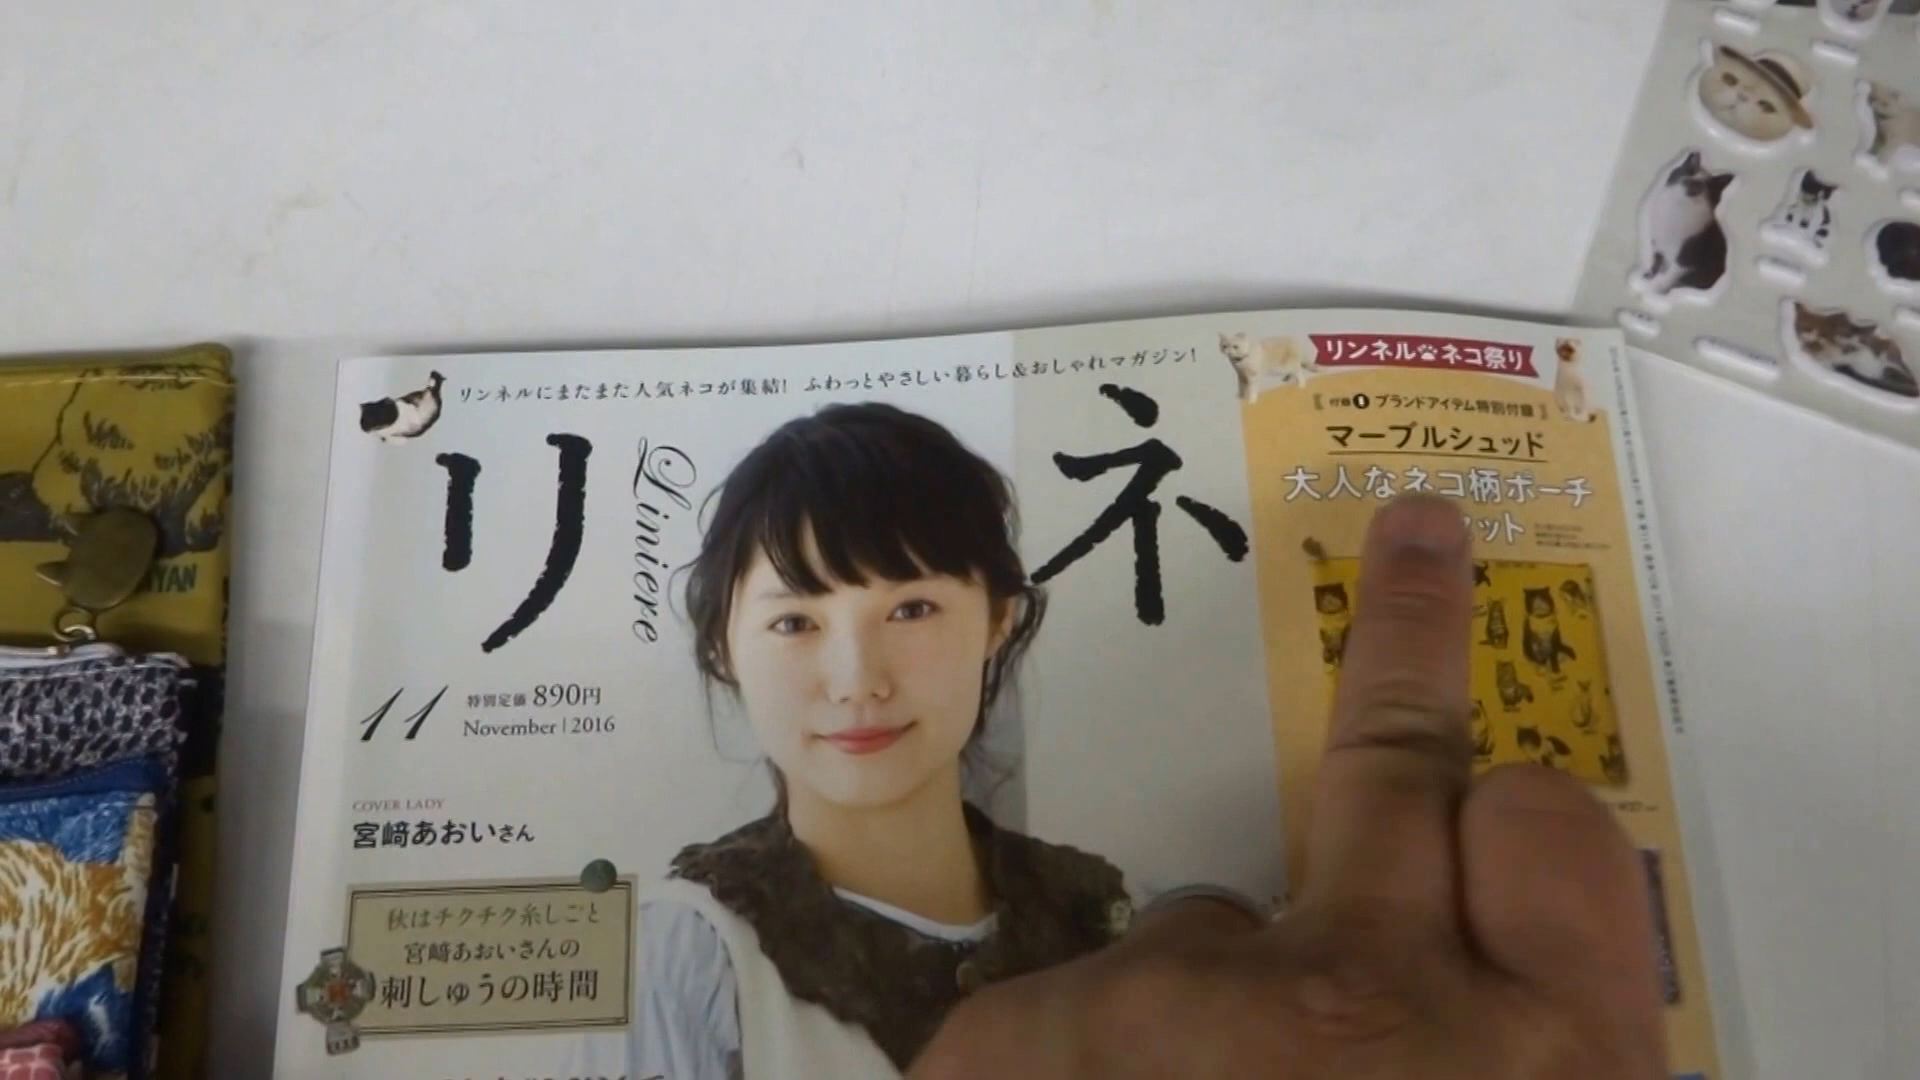 リンネルにまたまた人気ネコが集結! ふわっとやさしい暮らし&おしゃれマガジン!
リンネル ネコ祭り
付録1 ブランドアイテム特別付録
マーブルシュッド
大人なネコ柄ポーチ
ット
リ
Liniere
ネ
11
特別定価 890円
November | 2016
COVER LADY
宮﨑あおいさん
秋はチクチク糸しごと
宮﨑あおいさんの
刺しゅうの時間
YAN